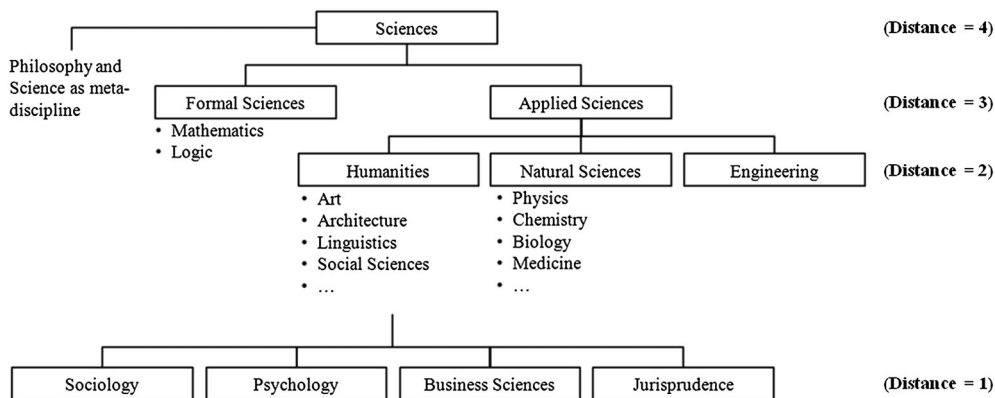 Sciences
(Distance = 4)
Philosophy and
Science as meta-
discipline
Formal Sciences
Applied Sciences
(Distance = 3)
• Mathematics
• Logic
Humanities
Natural Sciences
Engineering
(Distance = 2)
• Art
• Architecture
• Linguistics
• Social Sciences
• …
• Physics
• Chemistry
• Biology
• Medicine
• …
Sociology
Psychology
Business Sciences
Jurisprudence
(Distance = 1)